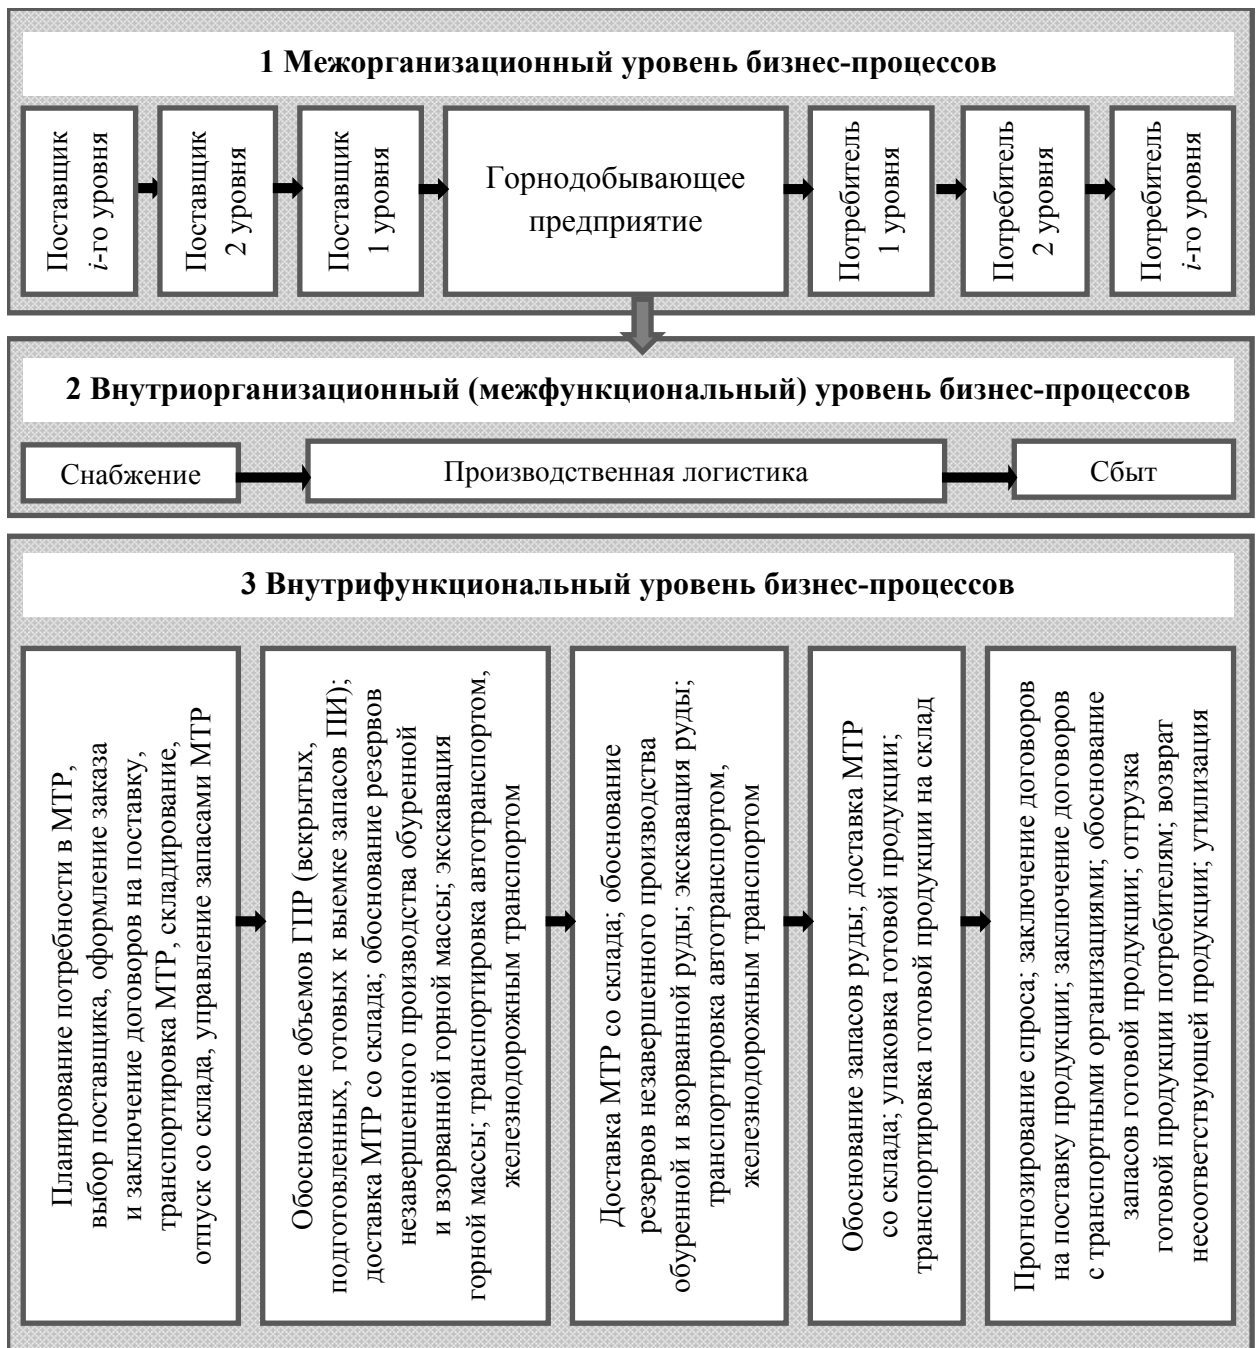 1 Межорганизационный уровень бизнес-процессов
Поставщик
i-го уровня
Поставщик
2 уровня
Поставщик
1 уровня
Горнодобывающее
предприятие
Потребитель
1 уровня
Потребитель
2 уровня
Потребитель
i-го уровня
2 Внутриорганизационный (межфункциональный) уровень бизнес-процессов
Снабжение
Производственная логистика
Сбыт
3 Внутрифункциональный уровень бизнес-процессов
Планирование потребности в МТР,
выбор поставщика, оформление заказа
и заключение договоров на поставку,
транспортировка МТР, складирование,
отпуск со склада, управление запасами МТР
Обоснование объемов ГПР (вскрытых,
подготовленных, готовых к выемке запасов ПИ);
доставка МТР со склада; обоснование резервов
незавершенного производства обуренной
и взорванной горной массы; экскавация
горной массы; транспортировка автотранспортом,
железнодорожным транспортом
Доставка МТР со склада; обоснование
резервов незавершенного производства
обуренной и взорванной руды; экскавация руды;
транспортировка автотранспортом,
железнодорожным транспортом
Обоснование запасов руды; доставка МТР
со склада; упаковка готовой продукции;
транспортировка готовой продукции на склад
Прогнозирование спроса; заключение договоров
на поставку продукции; заключение договоров
с транспортными организациями; обоснование
запасов готовой продукции; отгрузка
готовой продукции потребителям; возврат
несоответствующей продукции; утилизация